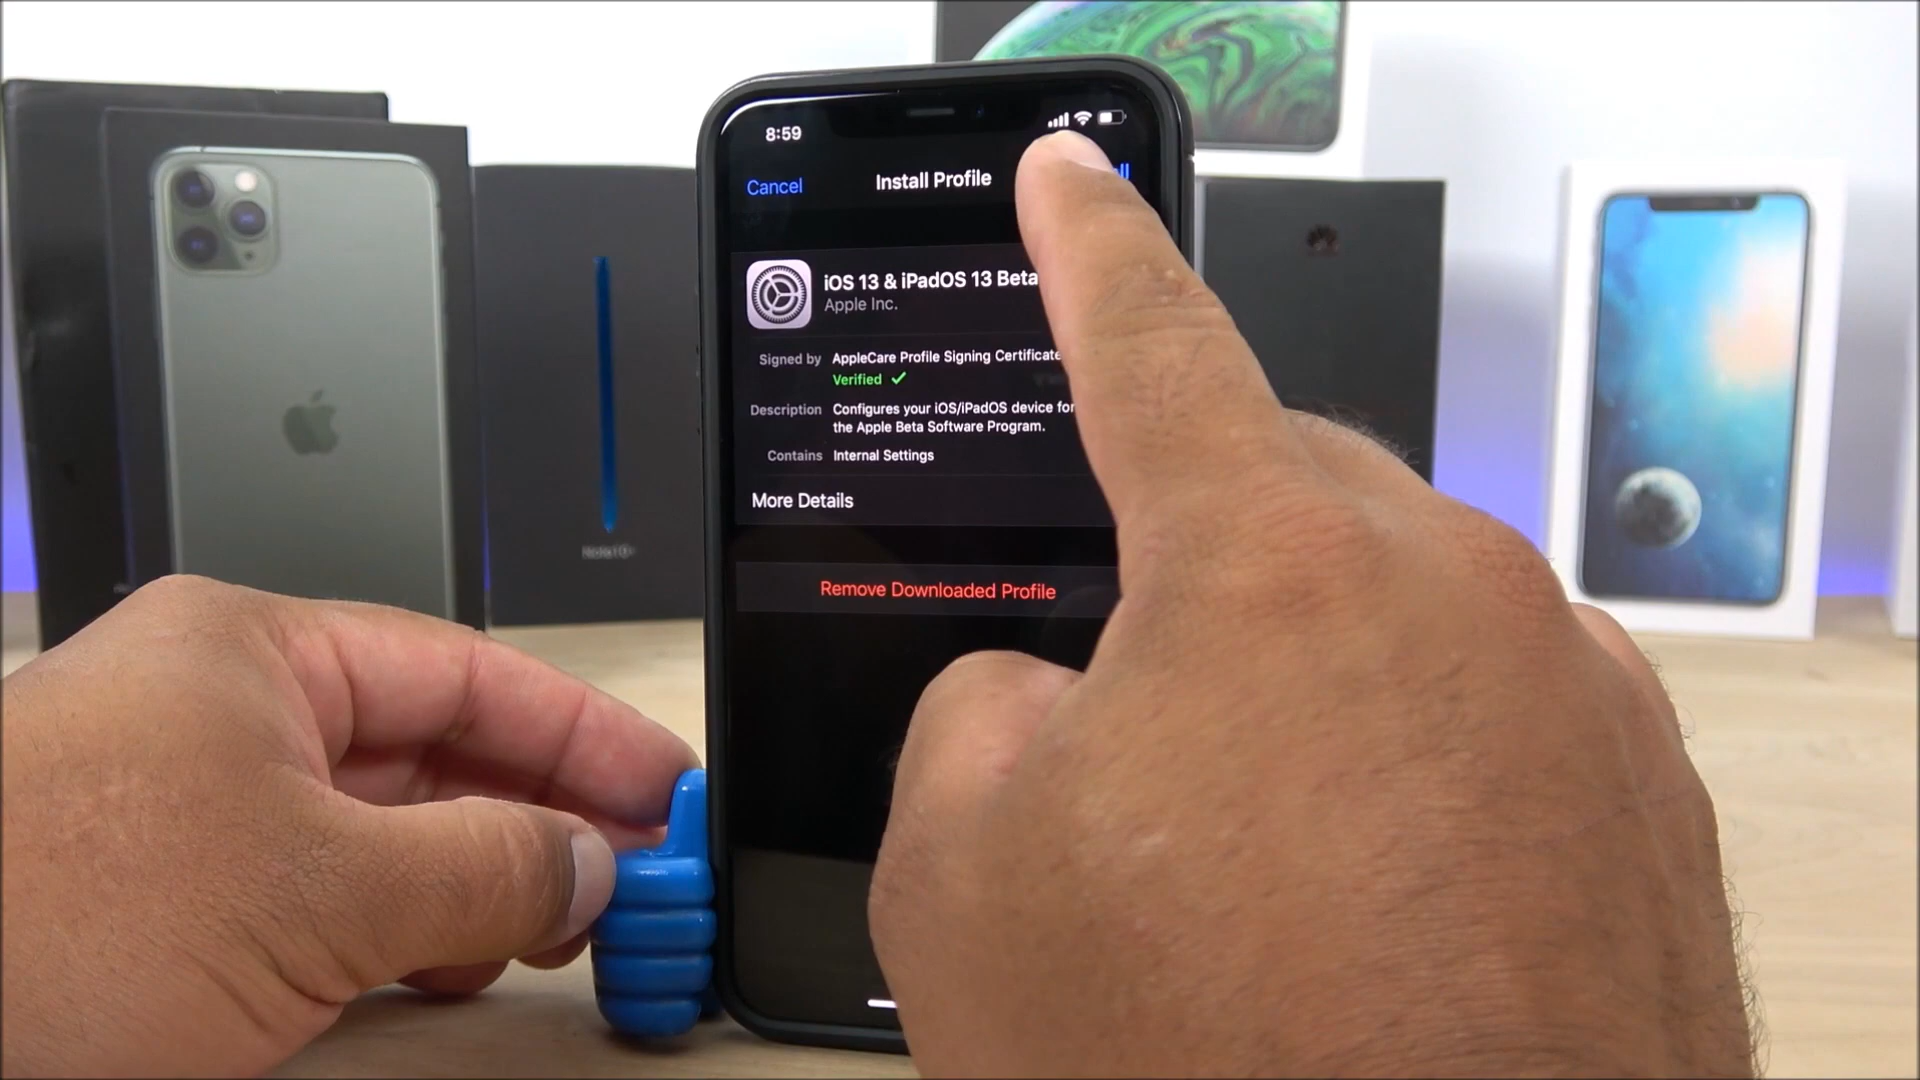 8:59
Cancel
Install Profile
iOS 13 & iPadOS 13 Beta
Apple Inc.
Signed by AppleCare Profile Signing Certificate
Verified
Description Configures your iOS/iPadOS device for
the Apple Beta Software Program.
Contains Internal Settings
More Details
Remove Downloaded Profile
Note10+